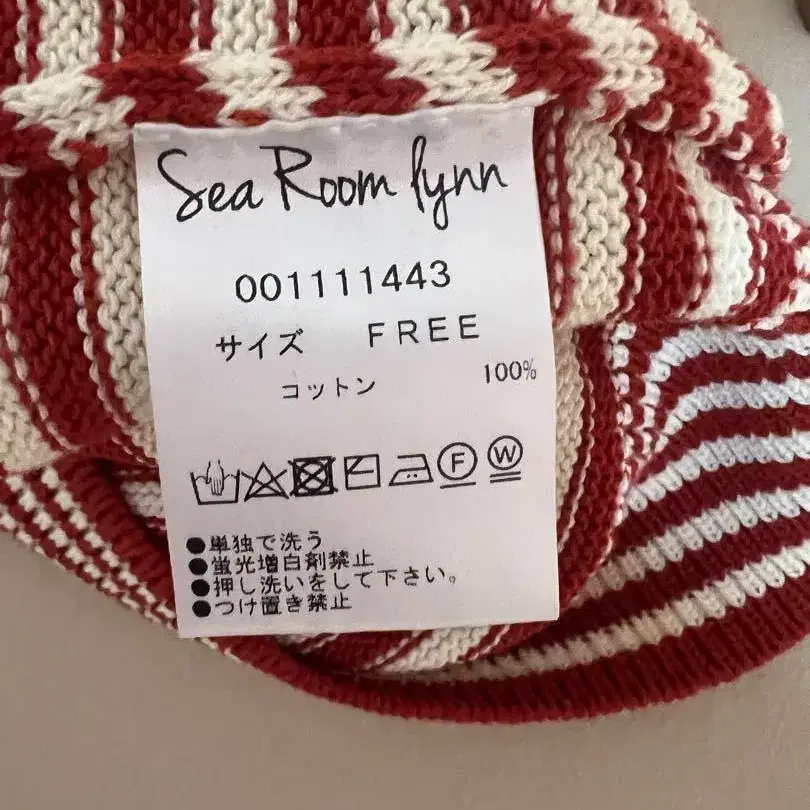 Sea Room lynn
001111443
サイズ FREE
コットン 100%
F W
●単独で洗う
●蛍光増白剤禁止
●押し洗いをして下さい。
●つけ置き禁止